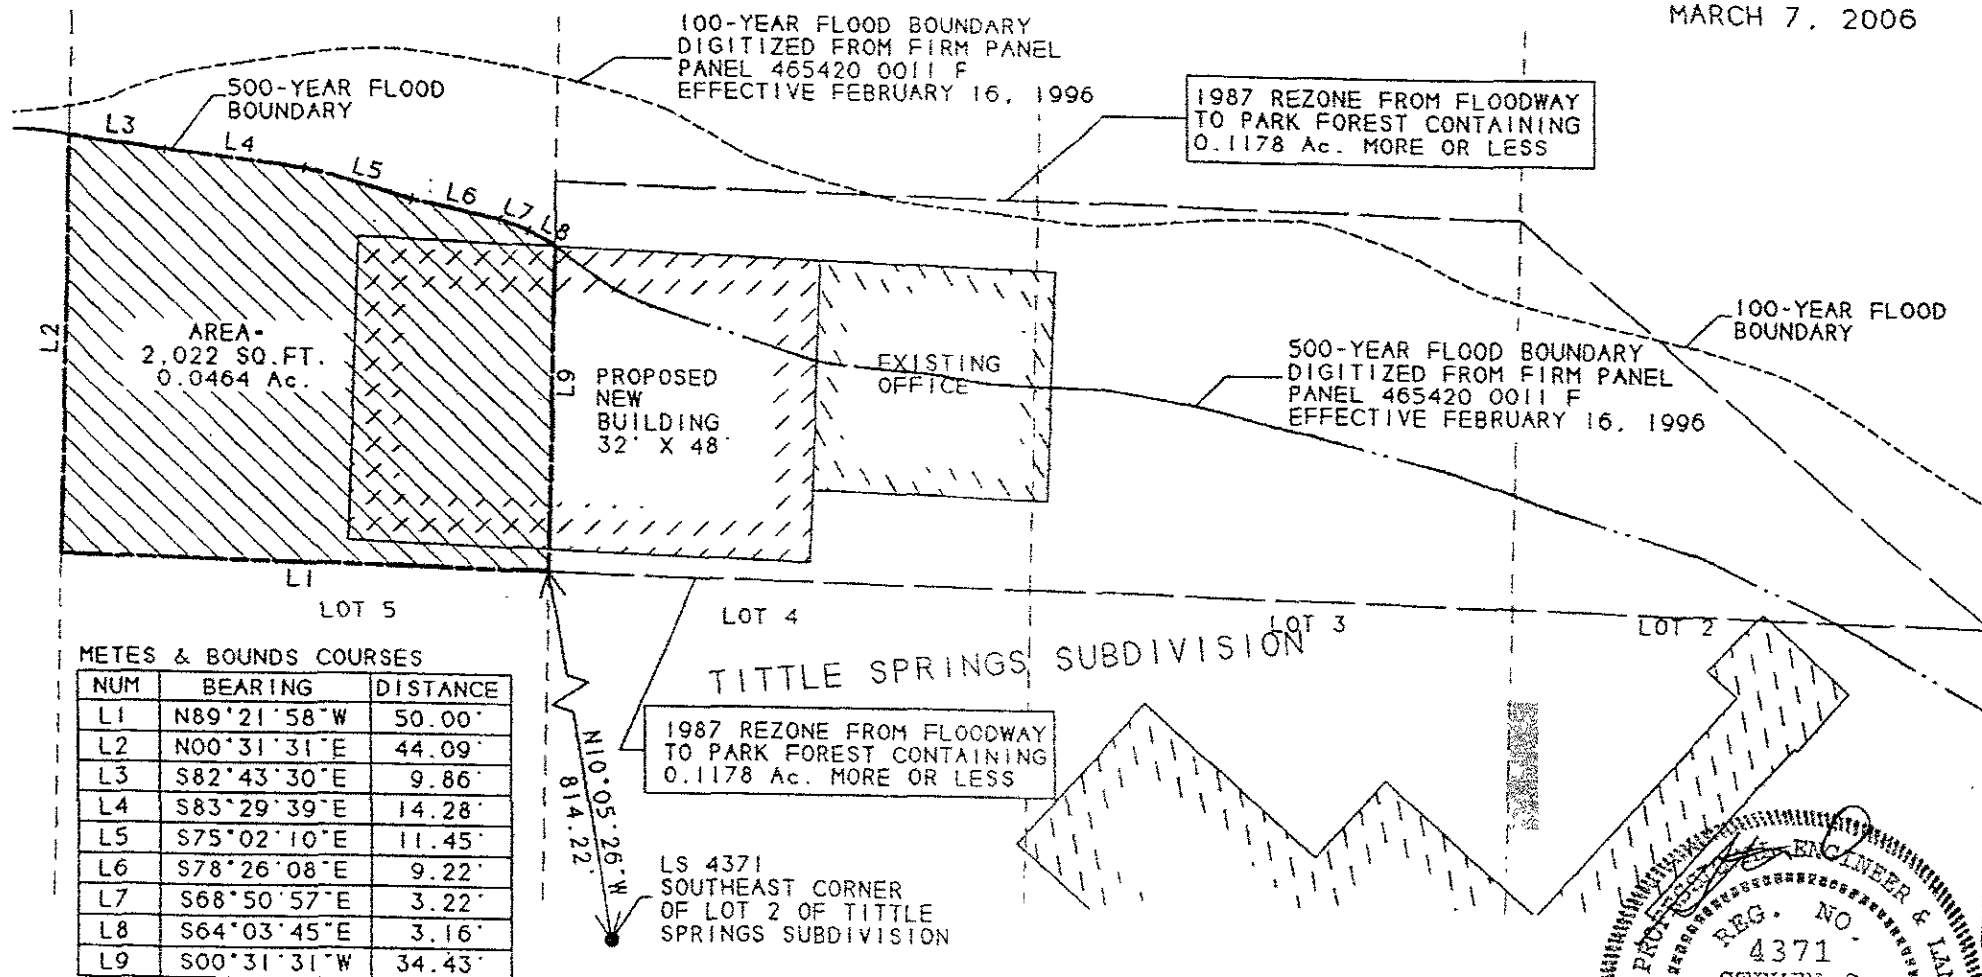 MARCH 7, 2006
100-YEAR FLOOD BOUNDARY
DIGITIZED FROM FIRM PANEL
PANEL 465420 0011 F
EFFECTIVE FEBRUARY 16, 1996
500-YEAR FLOOD
BOUNDARY
1987 REZONE FROM FLOODWAY
TO PARK FOREST CONTAINING
0.1178 Ac. MORE OR LESS
L3
L4
L5
L6
L7
L8
L2
AREA-
2,022 SQ.FT.
0.0464 Ac.
L9
PROPOSED
NEW
BUILDING
32' X 48'
EXISTING
OFFICE
100-YEAR FLOOD
BOUNDARY
500-YEAR FLOOD BOUNDARY
DIGITIZED FROM FIRM PANEL
PANEL 465420 0011 F
EFFECTIVE FEBRUARY 16, 1996
L1
LOT 5
LOT 4
LOT 3
LOT 2
TITTLE SPRINGS SUBDIVISION
METES & BOUNDS COURSES
NUM BEARING DISTANCE
L1 N89°21'58"W 50.00'
L2 N00°31'31"E 44.09'
L3 S82°43'30"E 9.86'
L4 S83°29'39"E 14.28'
L5 S75°02'10"E 11.45'
L6 S78°26'08"E 9.22'
L7 S68°50'57"E 3.22'
L8 S64°03'45"E 3.16'
L9 S00°31'31"W 34.43'
N10°05'26"W
814.22'
1987 REZONE FROM FLOODWAY
TO PARK FOREST CONTAINING
0.1178 Ac. MORE OR LESS
LS 4371
SOUTHEAST CORNER
OF LOT 2 OF TITTLE
SPRINGS SUBDIVISION
ENGINEER &
REG. NO.
4371